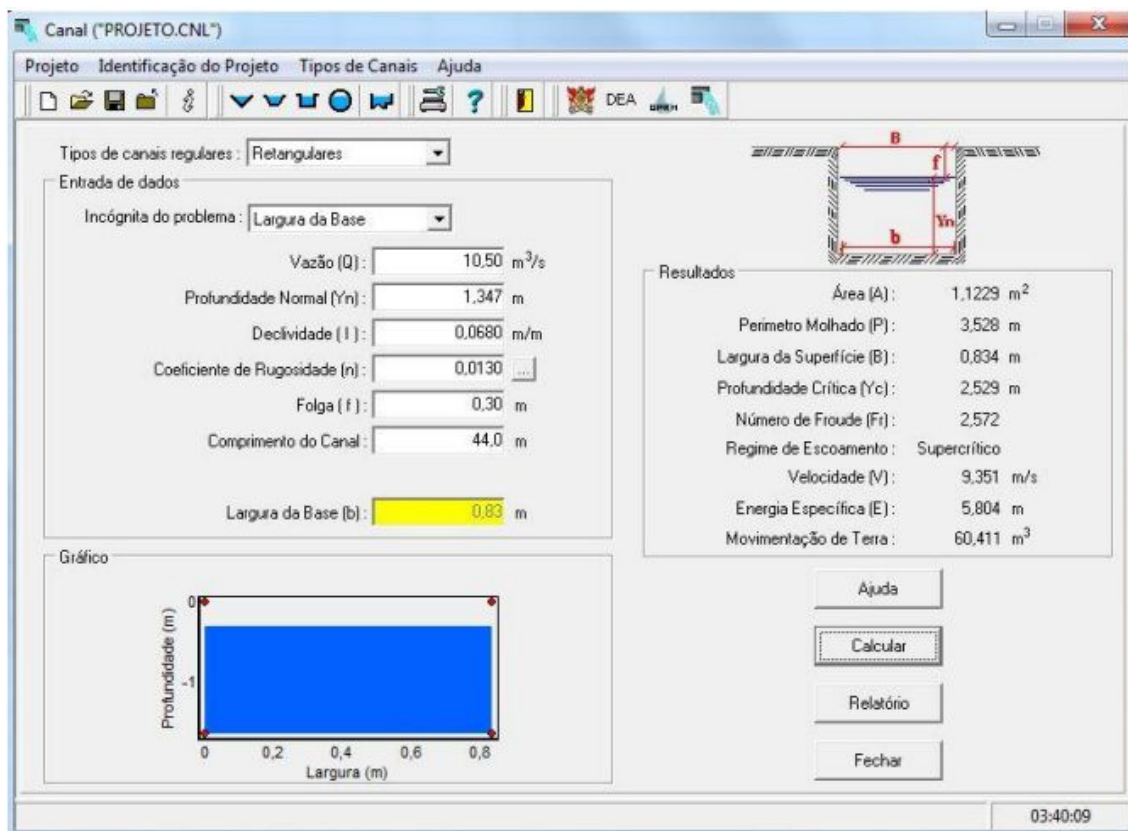 Canal ("PROJETO.CNL")
Projeto Identificação do Projeto Tipos de Canais Ajuda
DEA
Tipos de canais regulares : Retangulares
Entrada de dados
Incógnita do problema : Largura da Base
Vazão (Q) : 10,50 m³/s
Profundidade Normal (Yn) : 1,347 m
Declividade ( I ) : 0,0680 m/m
Coeficiente de Rugosidade (n) : 0,0130 ...
Folga ( f ) : 0,30 m
Comprimento do Canal : 44,0 m
Largura da Base (b) : 0,83 m
B
f
Yn
b
Resultados
Área (A) : 1,1229 m²
Perímetro Molhado (P) : 3,528 m
Largura da Superfície (B) : 0,834 m
Profundidade Crítica (Yc) : 2,529 m
Número de Froude (Fr) : 2,572
Regime de Escoamento : Supercrítico
Velocidade (V) : 9,351 m/s
Energia Específica (E) : 5,804 m
Movimentação de Terra : 60,411 m³
Gráfico
Profundidade (m)
0
-1
0 0,2 0,4 0,6 0,8
Largura (m)
Ajuda
Calcular
Relatório
Fechar
03:40:09